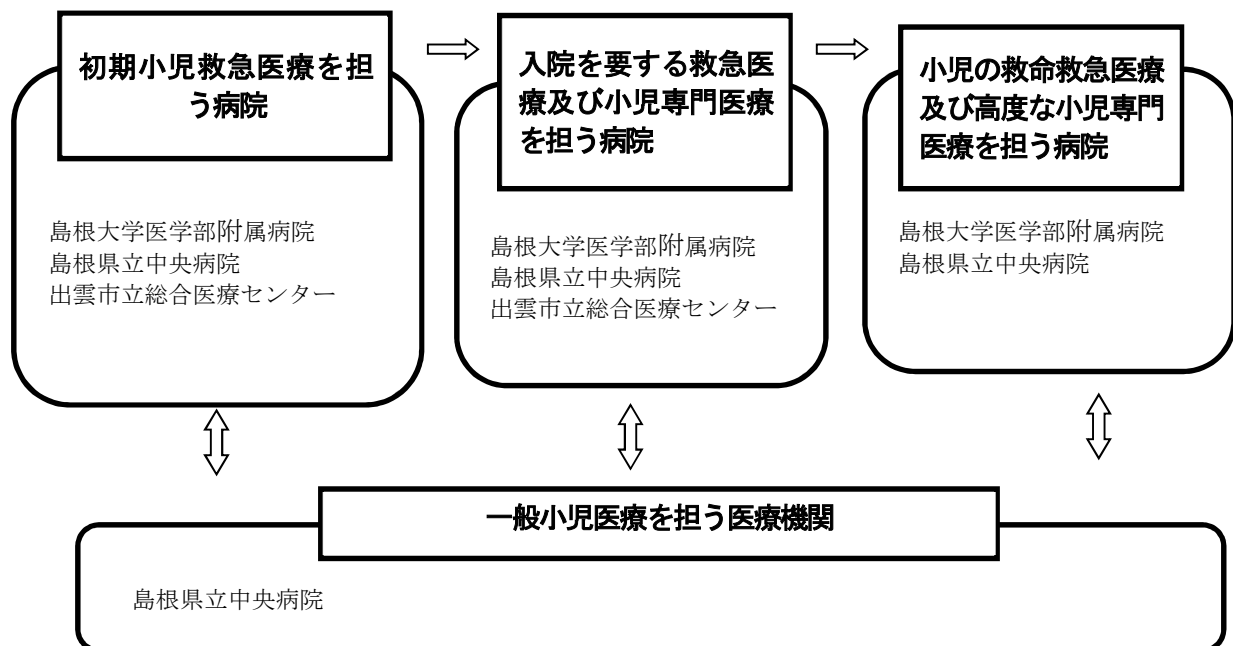 初期小児救急医療を担
う病院
島根大学医学部附属病院
島根県立中央病院
出雲市立総合医療センター
入院を要する救急医
療及び小児専門医療
を担う病院
島根大学医学部附属病院
島根県立中央病院
出雲市立総合医療センター
小児の救命救急医療
及び高度な小児専門
医療を担う病院
島根大学医学部附属病院
島根県立中央病院
一般小児医療を担う医療機関
島根県立中央病院